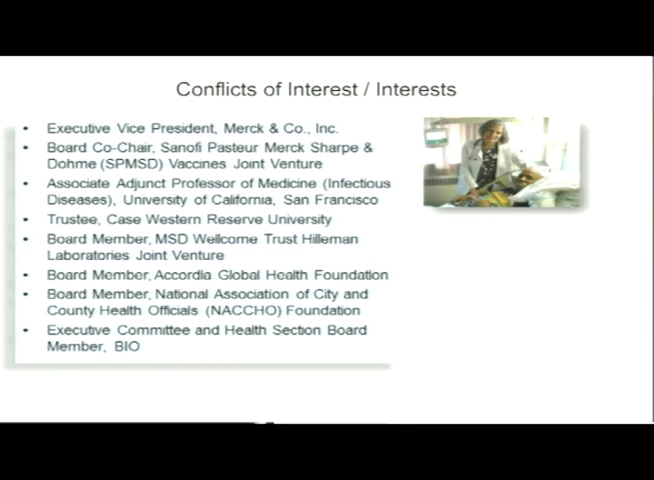 Conflicts of Interest / Interests
• Executive Vice President, Merck & Co., Inc.
• Board Co-Chair, Sanofi Pasteur Merck Sharpe &
Dohme (SPMSD) Vaccines Joint Venture
• Associate Adjunct Professor of Medicine (Infectious
Diseases), University of California, San Francisco
• Trustee, Case Western Reserve University
• Board Member, MSD Wellcome Trust Hilleman
Laboratories Joint Venture
• Board Member, Accordia Global Health Foundation
• Board Member, National Association of City and
County Health Officials (NACCHO) Foundation
• Executive Committee and Health Section Board
Member, BIO